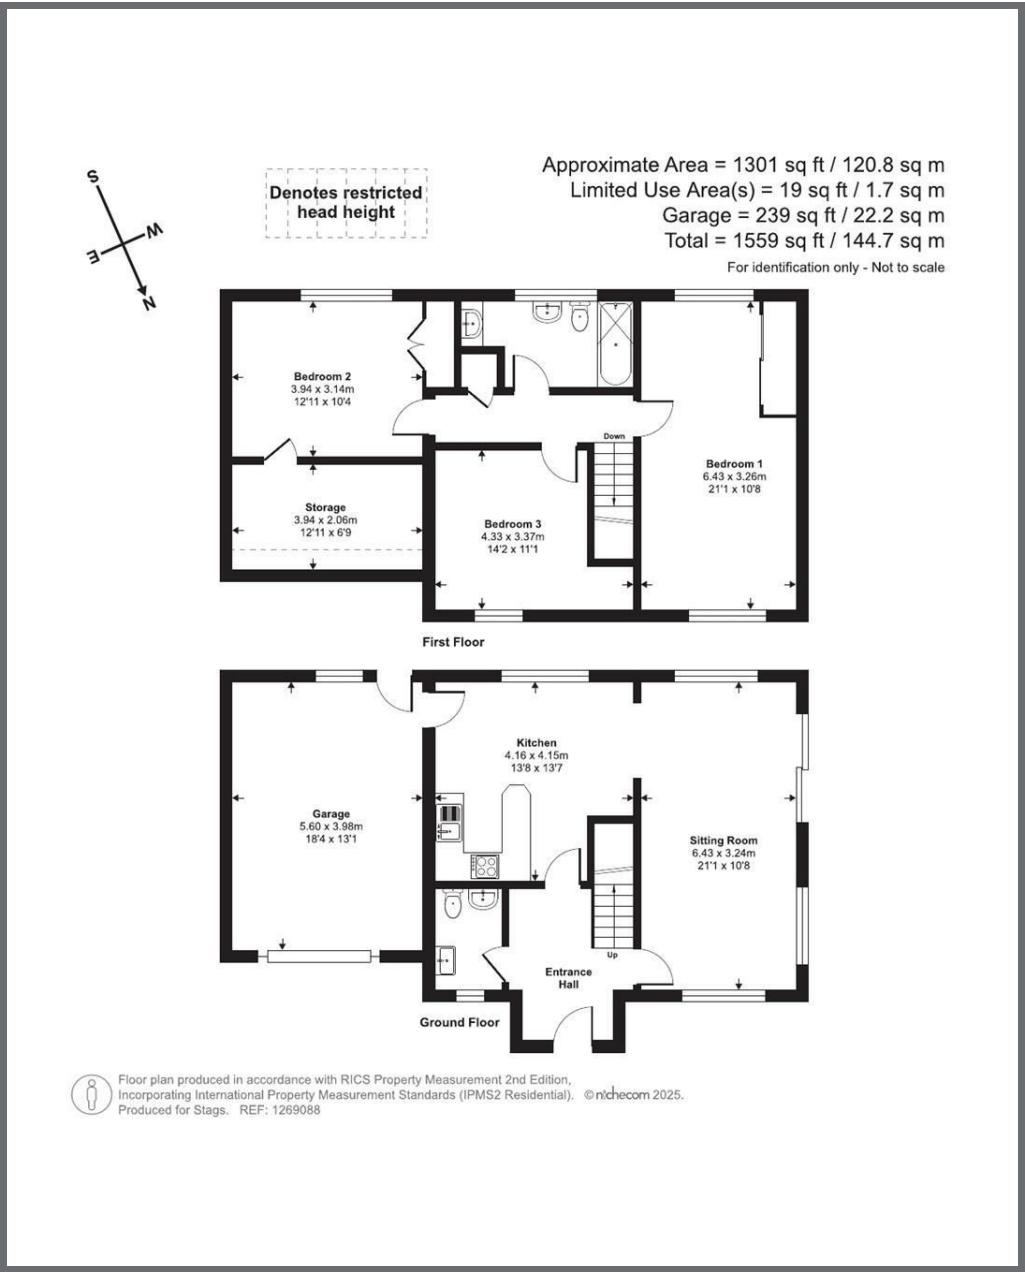 S
W
E
N
Denotes restricted
head height
Approximate Area = 1301 sq ft / 120.8 sq m
Limited Use Area(s) = 19 sq ft / 1.7 sq m
Garage = 239 sq ft / 22.2 sq m
Total = 1559 sq ft / 144.7 sq m
For identification only - Not to scale
Bedroom 2
3.94 x 3.14m
12'11 x 10'4
Down
Bedroom 1
6.43 x 3.26m
21'1 x 10'8
Storage
3.94 x 2.06m
12'11 x 6'9
Bedroom 3
4.33 x 3.37m
14'2 x 11'1
First Floor
Kitchen
4.16 x 4.15m
13'8 x 13'7
Garage
5.60 x 3.98m
18'4 x 13'1
Sitting Room
6.43 x 3.24m
21'1 x 10'8
Up
Entrance
Hall
Ground Floor
Floor plan produced in accordance with RICS Property Measurement 2nd Edition,
Incorporating International Property Measurement Standards (IPMS2 Residential). © nichecom 2025.
Produced for Stags. REF: 1269088